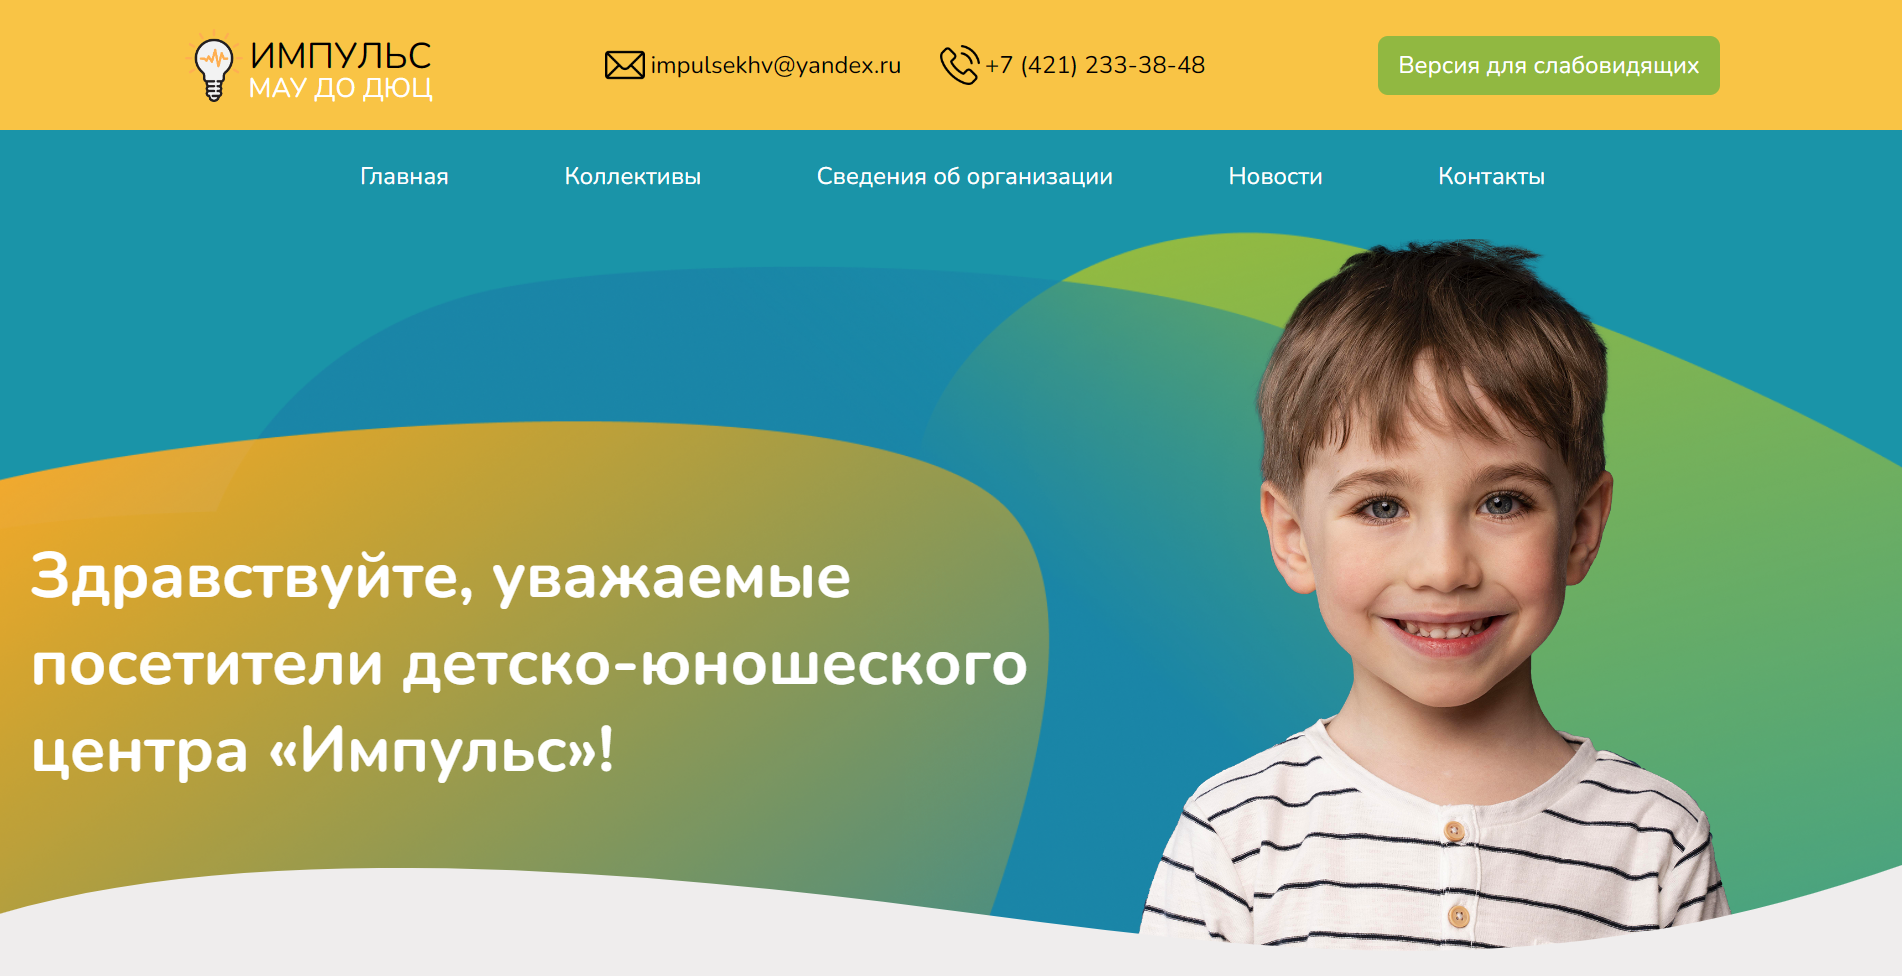 ИМПУЛЬС
МАУ ДО ДЮЦ
impulsekhv@yandex.ru
+7 (421) 233-38-48
Версия для слабовидящих
Главная
Коллективы
Сведения об организации
Новости
Контакты
Здравствуйте, уважаемые
посетители детско-юношеского
центра «Импульс»!